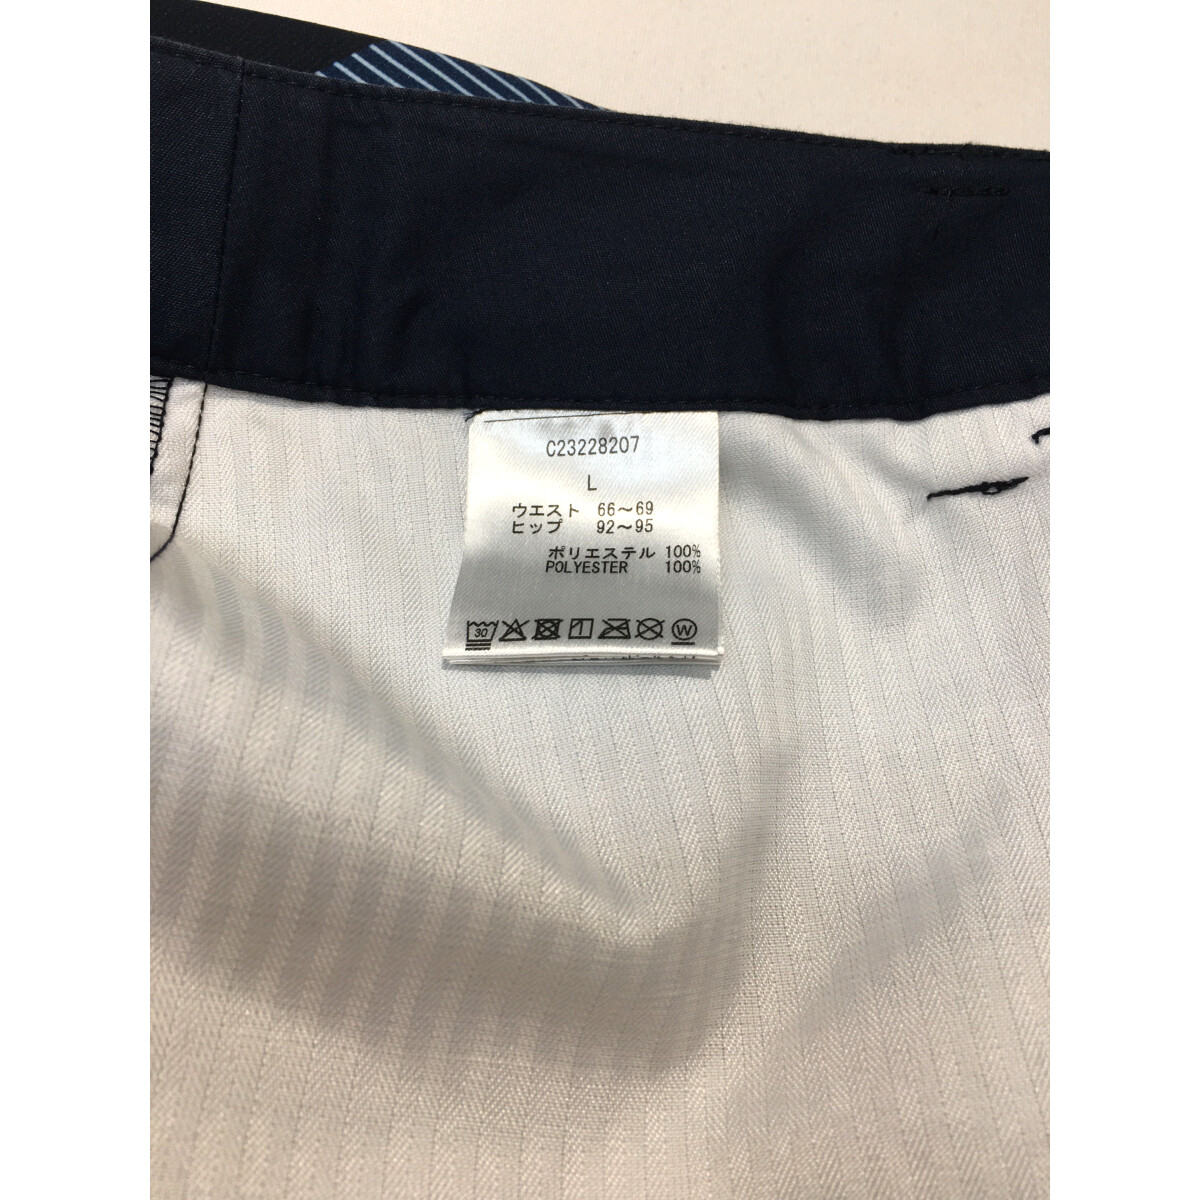 C23228207
L
ウエスト 66～69
ヒップ 92～95
ポリエステル 100%
POLYESTER 100%
30
W